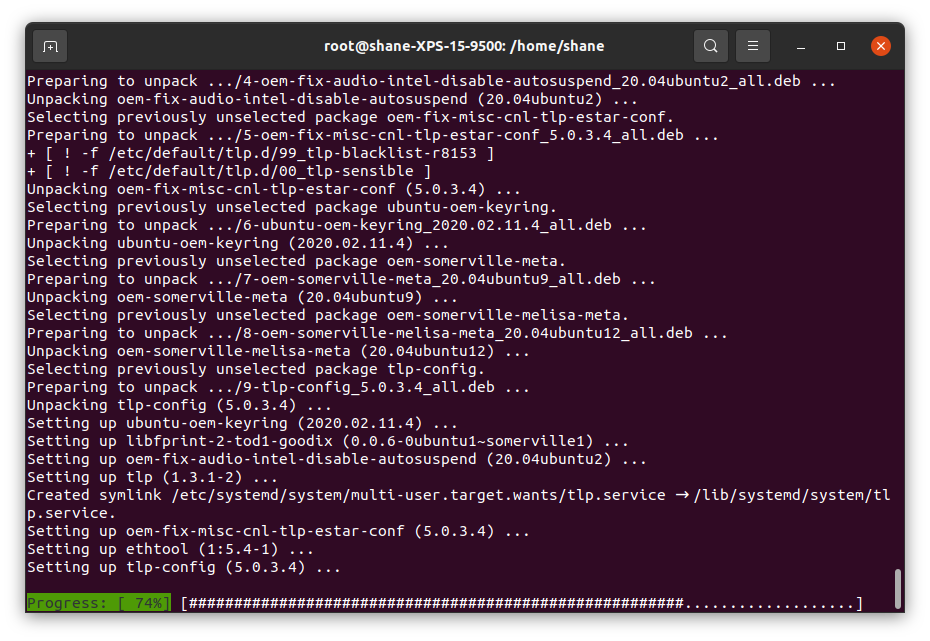 root@shane-XPS-15-9500: /home/shane
Preparing to unpack .../4-oem-fix-audio-intel-disable-autosuspend_20.04ubuntu2_all.deb ...
Unpacking oem-fix-audio-intel-disable-autosuspend (20.04ubuntu2) ...
Selecting previously unselected package oem-fix-misc-cnl-tlp-estar-conf.
Preparing to unpack .../5-oem-fix-misc-cnl-tlp-estar-conf_5.0.3.4_all.deb ...
+ [ ! -f /etc/default/tlp.d/99_tlp-blacklist-r8153 ]
+ [ ! -f /etc/default/tlp.d/00_tlp-sensible ]
Unpacking oem-fix-misc-cnl-tlp-estar-conf (5.0.3.4) ...
Selecting previously unselected package ubuntu-oem-keyring.
Preparing to unpack .../6-ubuntu-oem-keyring_2020.02.11.4_all.deb ...
Unpacking ubuntu-oem-keyring (2020.02.11.4) ...
Selecting previously unselected package oem-somerville-meta.
Preparing to unpack .../7-oem-somerville-meta_20.04ubuntu9_all.deb ...
Unpacking oem-somerville-meta (20.04ubuntu9) ...
Selecting previously unselected package oem-somerville-melisa-meta.
Preparing to unpack .../8-oem-somerville-melisa-meta_20.04ubuntu12_all.deb ...
Unpacking oem-somerville-melisa-meta (20.04ubuntu12) ...
Selecting previously unselected package tlp-config.
Preparing to unpack .../9-tlp-config_5.0.3.4_all.deb ...
Unpacking tlp-config (5.0.3.4) ...
Setting up ubuntu-oem-keyring (2020.02.11.4) ...
Setting up libfprint-2-tod1-goodix (0.0.6-0ubuntu1~somerville1) ...
Setting up oem-fix-audio-intel-disable-autosuspend (20.04ubuntu2) ...
Setting up tlp (1.3.1-2) ...
Created symlink /etc/systemd/system/multi-user.target.wants/tlp.service → /lib/systemd/system/tl
p.service.
Setting up oem-fix-misc-cnl-tlp-estar-conf (5.0.3.4) ...
Setting up ethtool (1:5.4-1) ...
Setting up tlp-config (5.0.3.4) ...
Progress: [ 74%] [#######################################################...................]